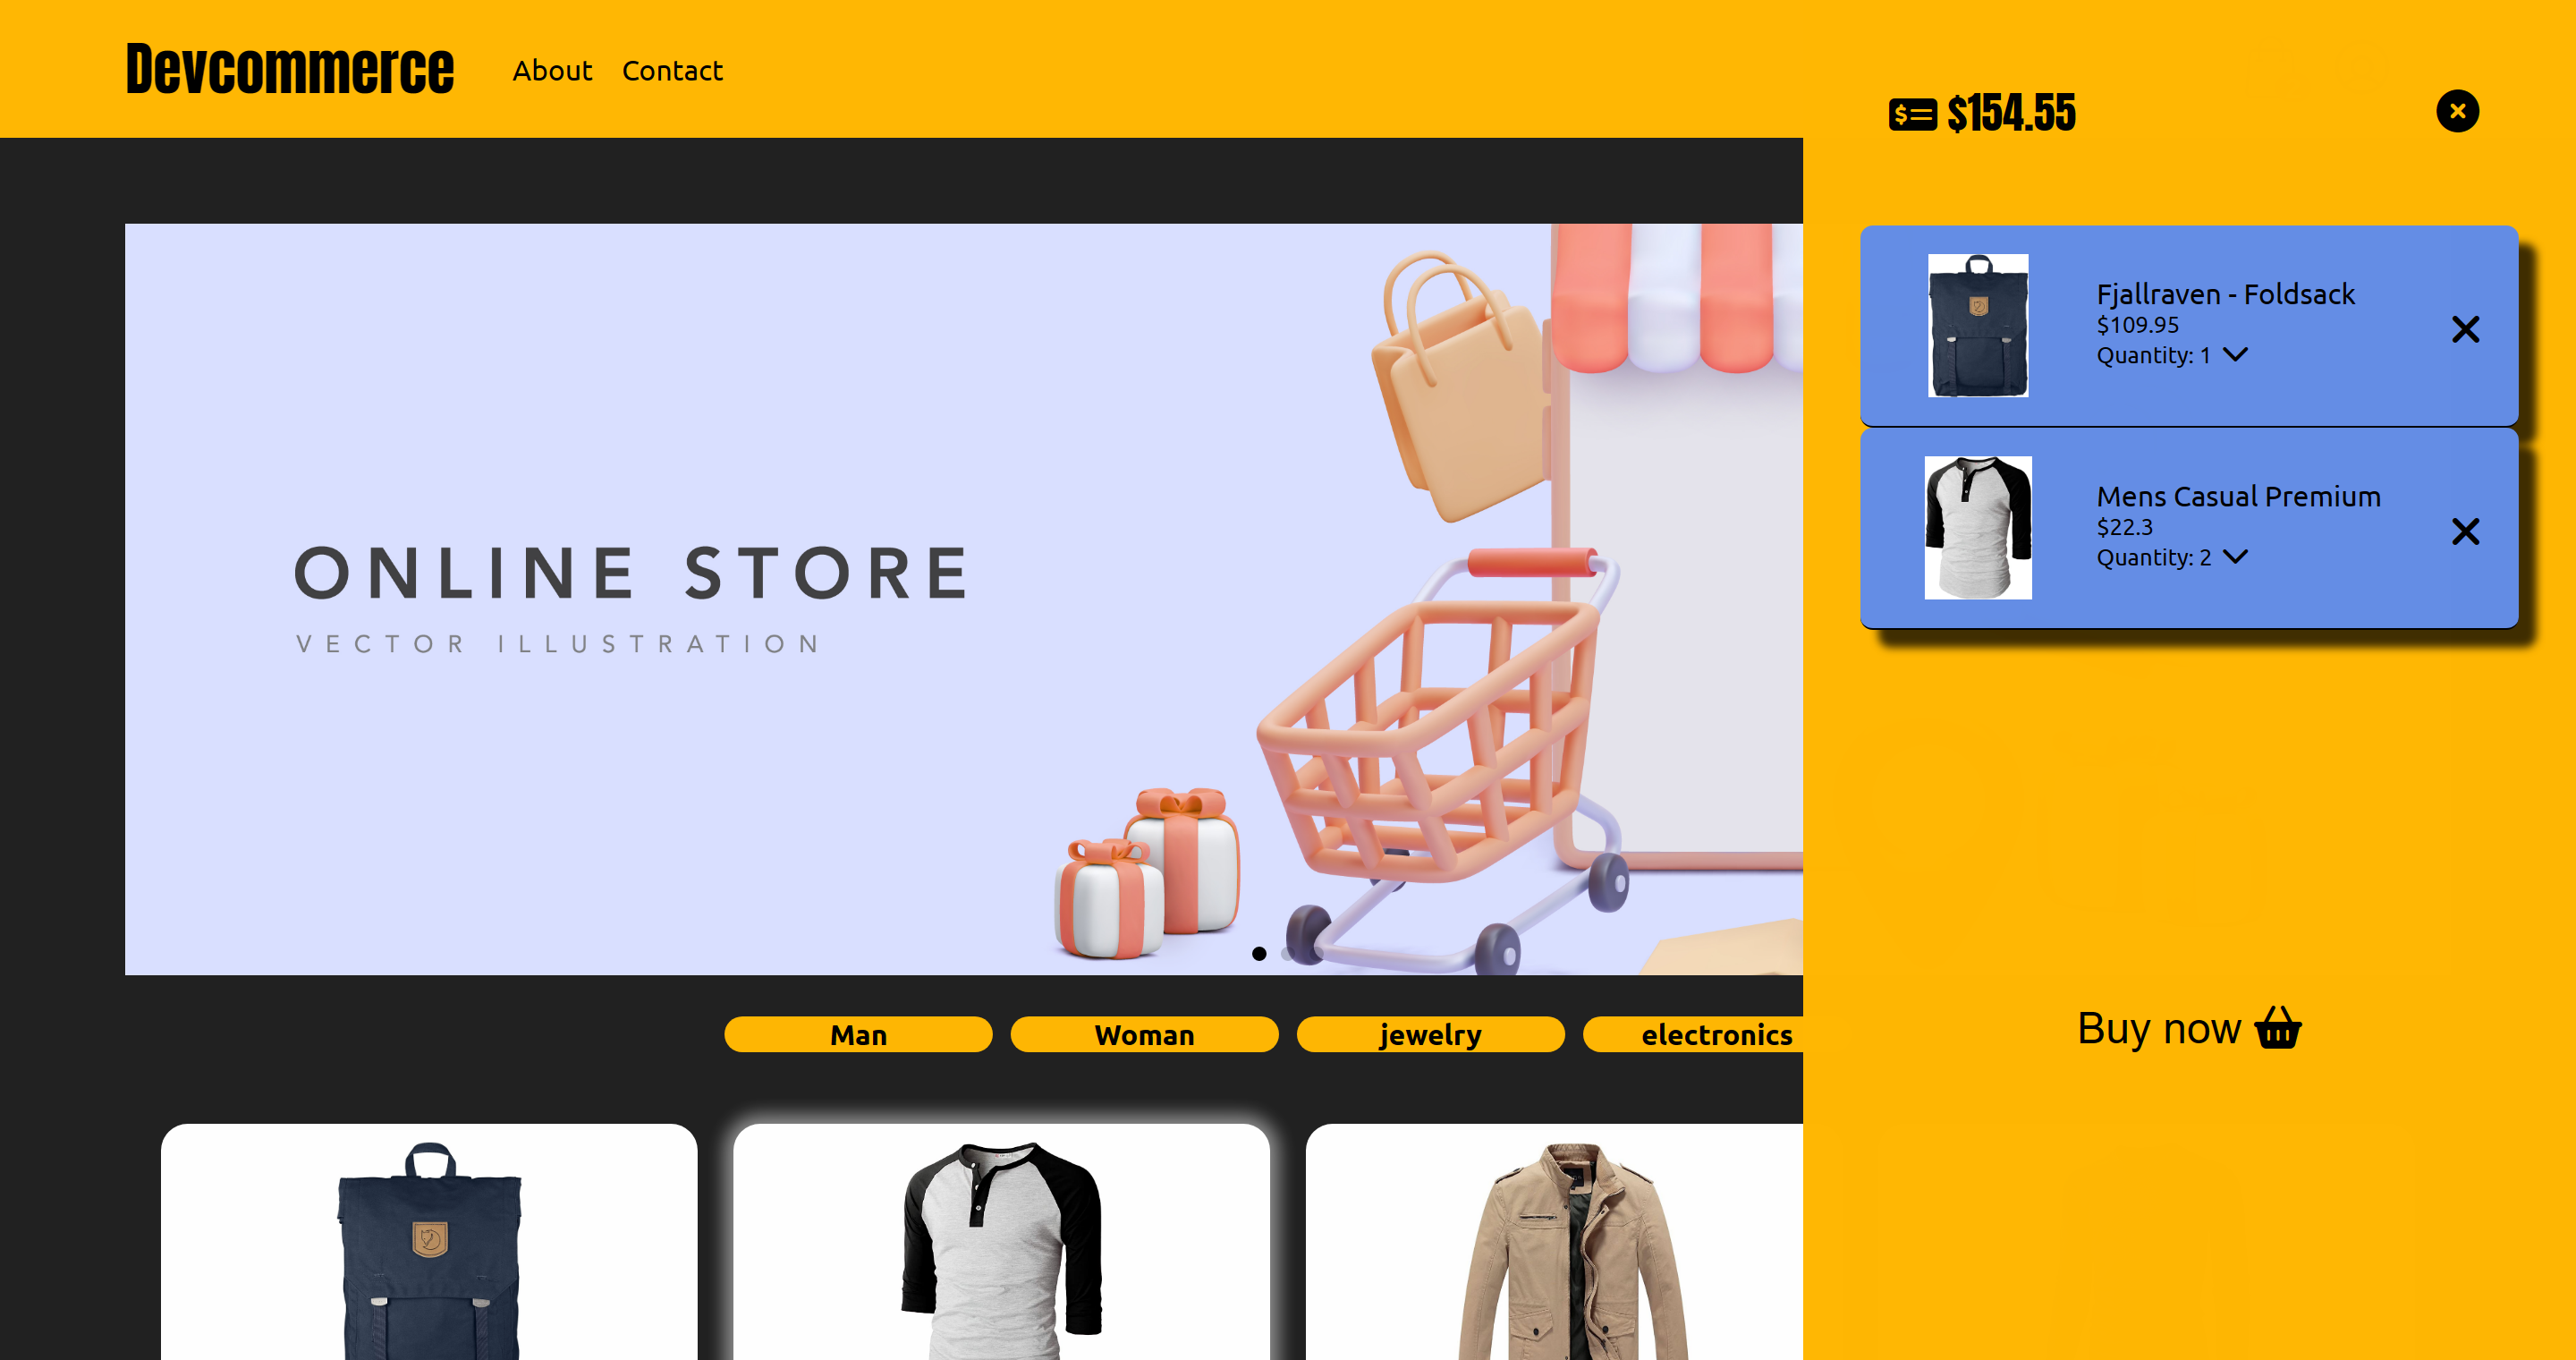 Devcommerce
About Contact
$154.55
Fjallraven - Foldsack
$109.95
Quantity: 1
Mens Casual Premium
$22.3
Quantity: 2
ONLINE STORE
VECTOR ILLUSTRATION
Buy now
Man
Woman
jewelry
electronics